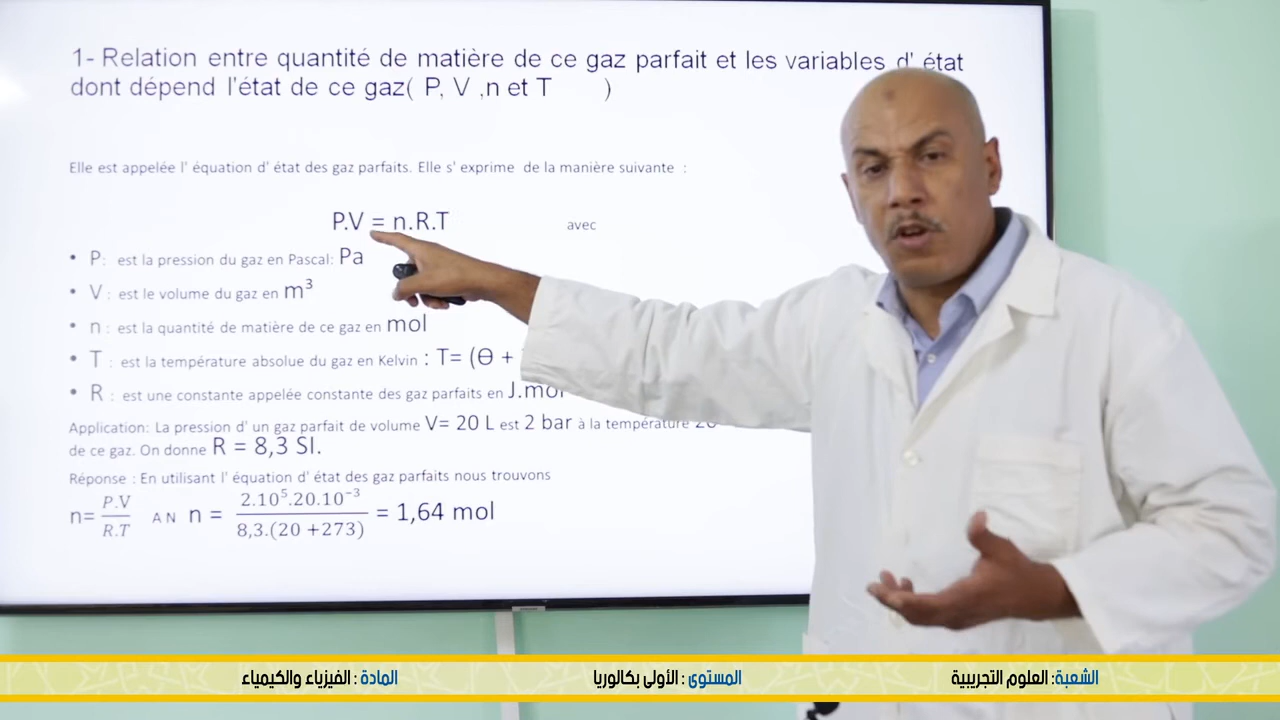 1- Relation entre quantité de matière de ce gaz parfait et les variables d' état
dont dépend l'état de ce gaz( P, V ,n et T )
Elle est appelée l' équation d' état des gaz parfaits. Elle s' exprime de la manière suivante :
P.V = n.R.T avec
• P: est la pression du gaz en Pascal: Pa
• V : est le volume du gaz en m³
• n : est la quantité de matière de ce gaz en mol
• T : est la température absolue du gaz en Kelvin : T= (Ɵ +
• R : est une constante appelée constante des gaz parfaits en J.mol
Application: La pression d' un gaz parfait de volume V= 20 L est 2 bar à la température 20
de ce gaz. On donne R = 8,3 SI.
Réponse : En utilisant l' équation d' état des gaz parfaits nous trouvons
n= P.V / R.T AN n = 2.10⁵.20.10⁻³ / 8,3.(20 +273) = 1,64 mol
الشعبة: العلوم التجريبية المستوى : الأولى بكالوريا المادة : الفيزياء والكيمياء